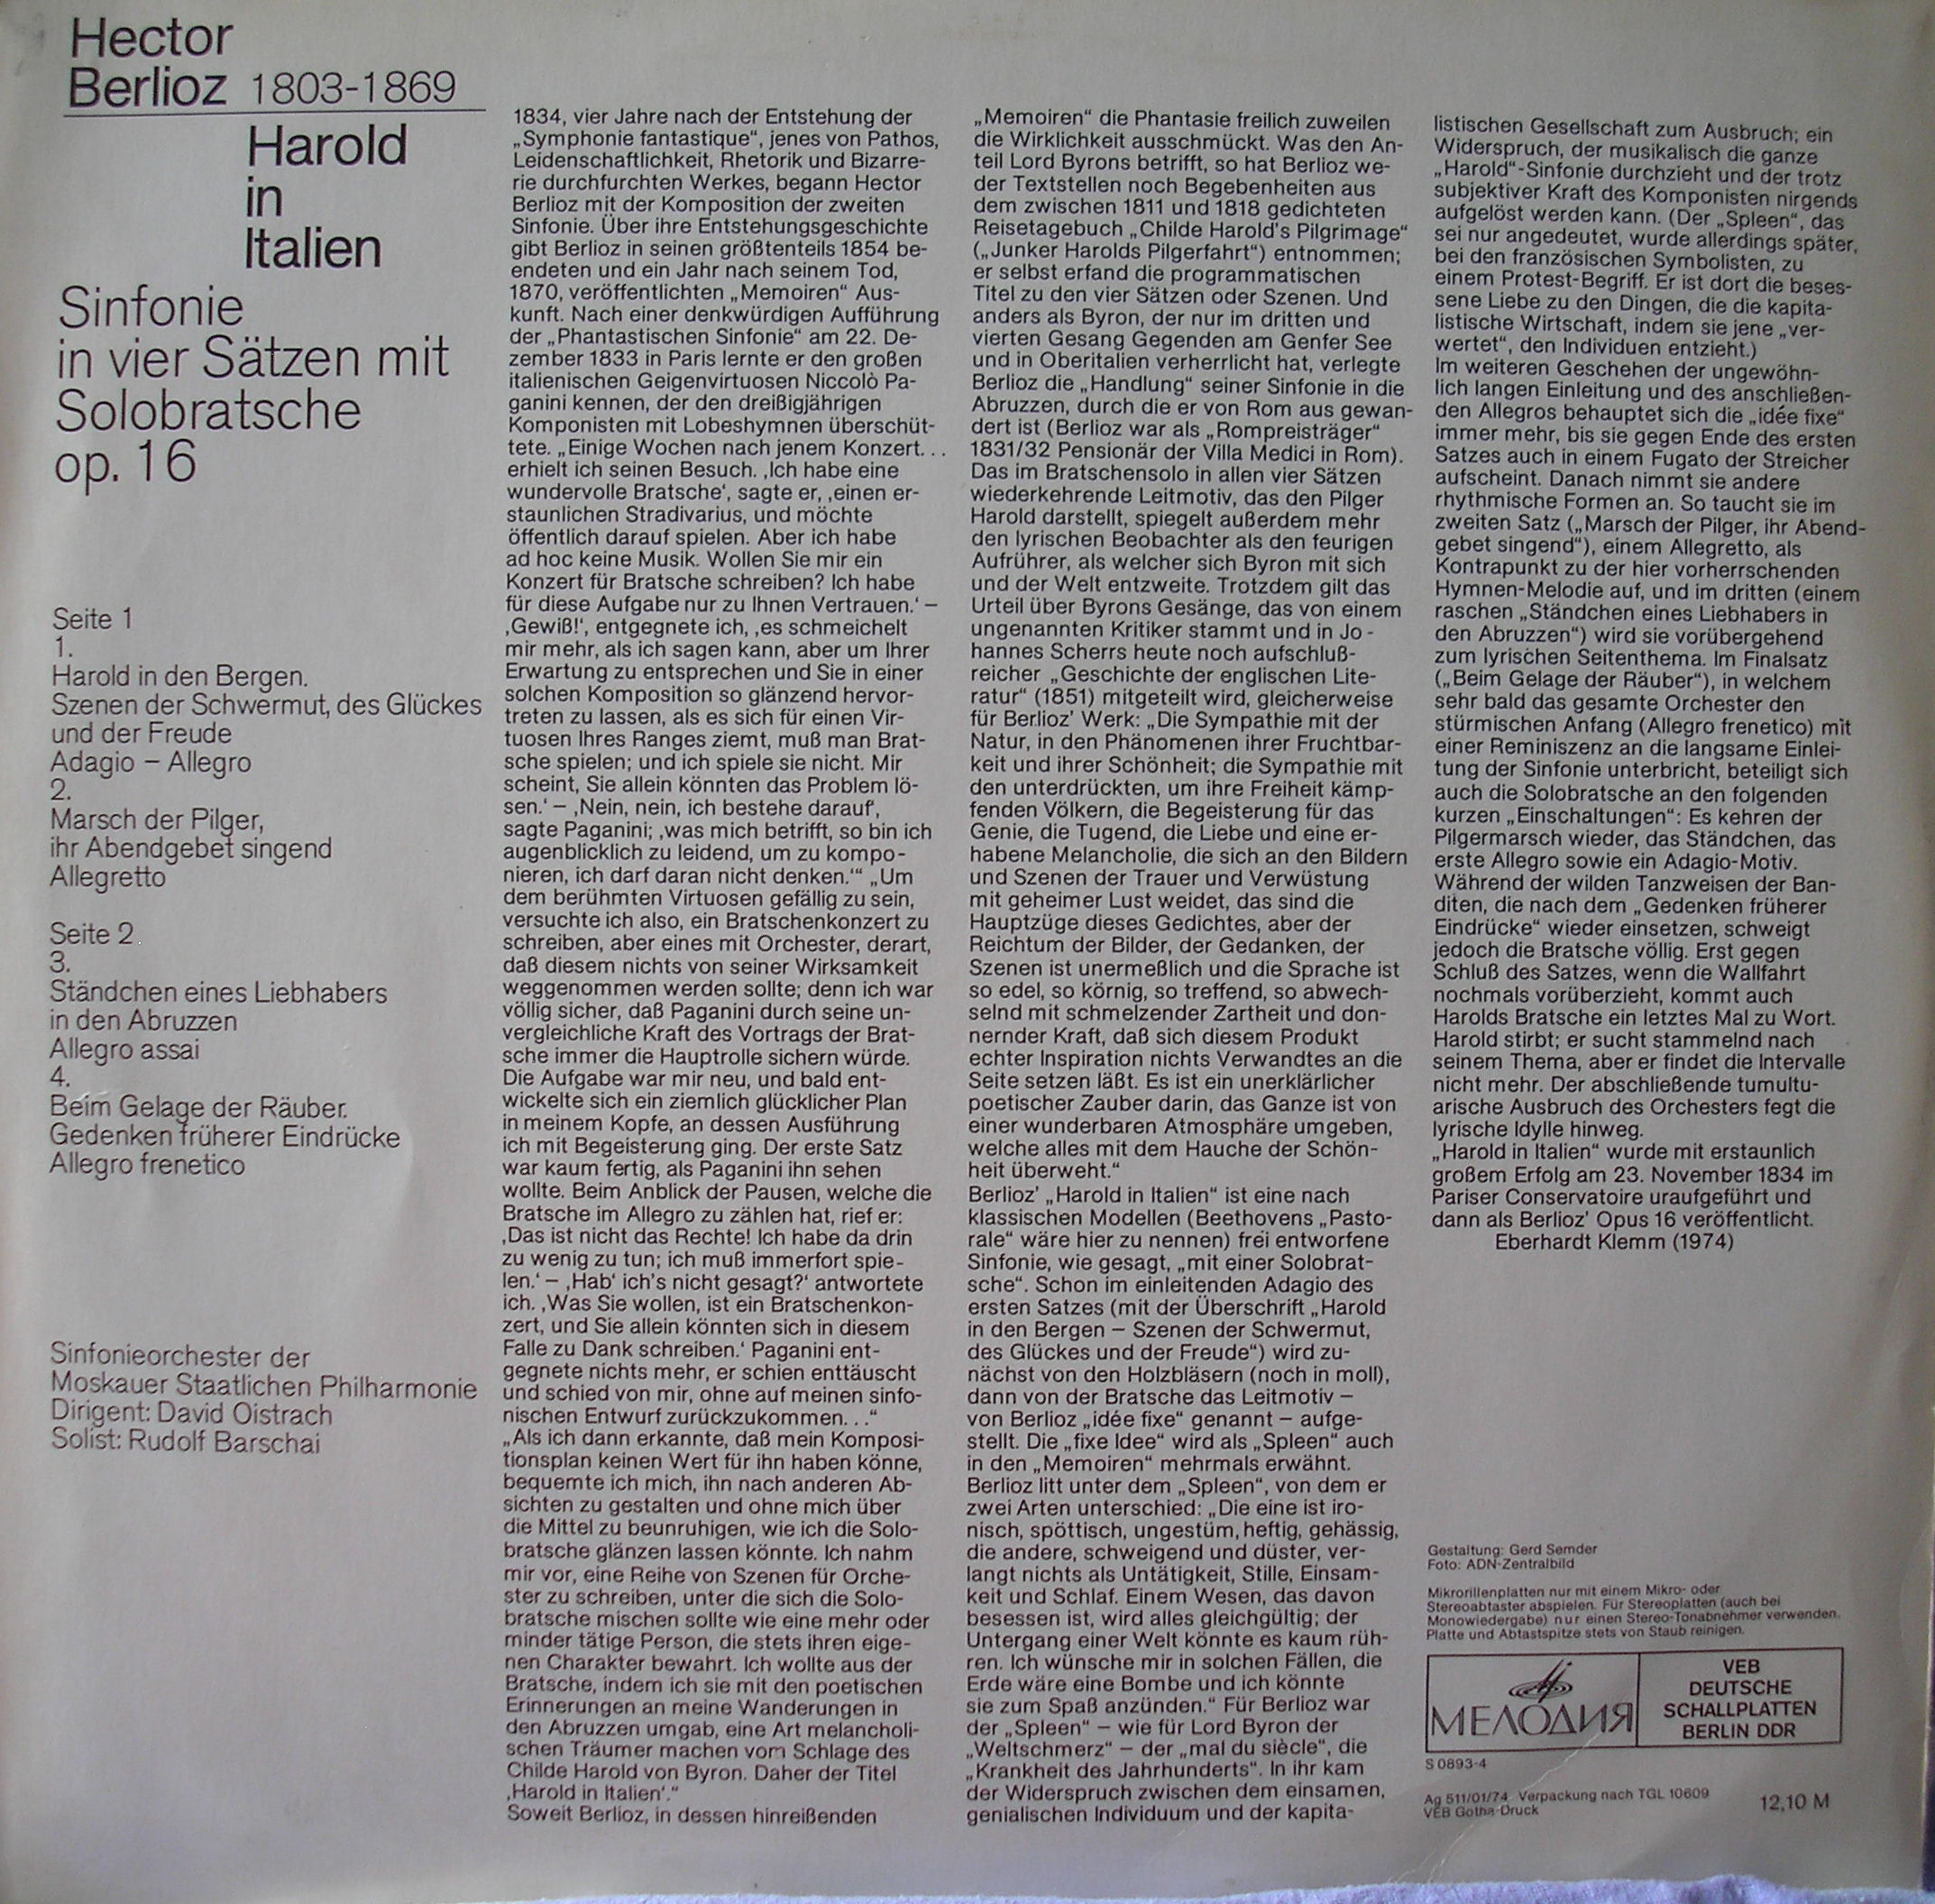 Hector
Berlioz 1803-1869
Harold
in
Italien
Sinfonie
in vier Sätzen mit
Solobratsche
op. 16
Seite 1
1.
Harold in den Bergen.
Szenen der Schwermut, des Glückes
und der Freude
Adagio – Allegro
2.
Marsch der Pilger,
ihr Abendgebet singend
Allegretto
Seite 2
3.
Ständchen eines Liebhabers
in den Abruzzen
Allegro assai
4.
Beim Gelage der Räuber.
Gedenken früherer Eindrücke
Allegro frenetico
Sinfonieorchester der
Moskauer Staatlichen Philharmonie
Dirigent: David Oistrach
Solist: Rudolf Barschai
1834, vier Jahre nach der Entstehung der
„Symphonie fantastique“, jenes von Pathos,
Leidenschaftlichkeit, Rhetorik und Bizarre-
rie durchfurchten Werkes, begann Hector
Berlioz mit der Komposition der zweiten
Sinfonie. Über ihre Entstehungsgeschichte
gibt Berlioz in seinen größtenteils 1854 be-
endeten und ein Jahr nach seinem Tod,
1870, veröffentlichten „Memoiren“ Aus-
kunft. Nach einer denkwürdigen Aufführung
der „Phantastischen Sinfonie“ am 22. De-
zember 1833 in Paris lernte er den großen
italienischen Geigenvirtuosen Niccolò Pa-
ganini kennen, der den dreißigjährigen
Komponisten mit Lobeshymnen überschüt-
tete. „Einige Wochen nach jenem Konzert. . .
erhielt ich seinen Besuch. ‚Ich habe eine
wundervolle Bratsche‘, sagte er, ‚einen er-
staunlichen Stradivarius, und möchte
öffentlich darauf spielen. Aber ich habe
ad hoc keine Musik. Wollen Sie mir ein
Konzert für Bratsche schreiben? Ich habe
für diese Aufgabe nur zu Ihnen Vertrauen.‘ –
‚Gewiß!‘, entgegnete ich, ‚es schmeichelt
mir mehr, als ich sagen kann, aber um Ihrer
Erwartung zu entsprechen und Sie in einer
solchen Komposition so glänzend hervor-
treten zu lassen, als es sich für einen Vir-
tuosen Ihres Ranges ziemt, muß man Brat-
sche spielen; und ich spiele sie nicht. Mir
scheint, Sie allein könnten das Problem lö-
sen.‘ – ‚Nein, nein, ich bestehe darauf‘,
sagte Paganini; ‚was mich betrifft, so bin ich
augenblicklich zu leidend, um zu kompo-
nieren, ich darf daran nicht denken.‘“ „Um
dem berühmten Virtuosen gefällig zu sein,
versuchte ich also, ein Bratschenkonzert zu
schreiben, aber eines mit Orchester, derart,
daß diesem nichts von seiner Wirksamkeit
weggenommen werden sollte; denn ich war
völlig sicher, daß Paganini durch seine un-
vergleichliche Kraft des Vortrags der Brat-
sche immer die Hauptrolle sichern würde.
Die Aufgabe war mir neu, und bald ent-
wickelte sich ein ziemlich glücklicher Plan
in meinem Kopfe, an dessen Ausführung
ich mit Begeisterung ging. Der erste Satz
war kaum fertig, als Paganini ihn sehen
wollte. Beim Anblick der Pausen, welche die
Bratsche im Allegro zu zählen hat, rief er:
‚Das ist nicht das Rechte! Ich habe da drin
zu wenig zu tun; ich muß immerfort spie-
len.‘ – ‚Hab‘ ich’s nicht gesagt?‘ antwortete
ich. ‚Was Sie wollen, ist ein Bratschenkon-
zert, und Sie allein könnten sich in diesem
Falle zu Dank schreiben.‘ Paganini ent-
gegnete nichts mehr, er schien enttäuscht
und schied von mir, ohne auf meinen sinfo-
nischen Entwurf zurückzukommen. . .“
„Als ich dann erkannte, daß mein Komposi-
tionsplan keinen Wert für ihn haben könne,
bequemte ich mich, ihn nach anderen Ab-
sichten zu gestalten und ohne mich über
die Mittel zu beunruhigen, wie ich die Solo-
bratsche glänzen lassen könnte. Ich nahm
mir vor, eine Reihe von Szenen für Orche-
ster zu schreiben, unter die sich die Solo-
bratsche mischen sollte wie eine mehr oder
minder tätige Person, die stets ihren eige-
nen Charakter bewahrt. Ich wollte aus der
Bratsche, indem ich sie mit den poetischen
Erinnerungen an meine Wanderungen in
den Abruzzen umgab, eine Art melancholi-
schen Träumer machen vom Schlage des
Childe Harold von Byron. Daher der Titel
‚Harold in Italien‘.“
Soweit Berlioz, in dessen hinreißenden
„Memoiren“ die Phantasie freilich zuweilen
die Wirklichkeit ausschmückt. Was den An-
teil Lord Byrons betrifft, so hat Berlioz we-
der Textstellen noch Begebenheiten aus
dem zwischen 1811 und 1818 gedichteten
Reisetagebuch „Childe Harold’s Pilgrimage“
(„Junker Harolds Pilgerfahrt“) entnommen;
er selbst erfand die programmatischen
Titel zu den vier Sätzen oder Szenen. Und
anders als Byron, der nur im dritten und
vierten Gesang Gegenden am Genfer See
und in Oberitalien verherrlicht hat, verlegte
Berlioz die „Handlung“ seiner Sinfonie in die
Abruzzen, durch die er von Rom aus gewan-
dert ist (Berlioz war als „Rompreisträger“
1831/32 Pensionär der Villa Medici in Rom).
Das im Bratschensolo in allen vier Sätzen
wiederkehrende Leitmotiv, das den Pilger
Harold darstellt, spiegelt außerdem mehr
den lyrischen Beobachter als den feurigen
Aufrührer, als welcher sich Byron mit sich
und der Welt entzweite. Trotzdem gilt das
Urteil über Byrons Gesänge, das von einem
ungenannten Kritiker stammt und in Jo -
hannes Scherrs heute noch aufschluß-
reicher „Geschichte der englischen Lite-
ratur“ (1851) mitgeteilt wird, gleicherweise
für Berlioz’ Werk: „Die Sympathie mit der
Natur, in den Phänomenen ihrer Fruchtbar-
keit und ihrer Schönheit; die Sympathie mit
den unterdrückten, um ihre Freiheit kämp-
fenden Völkern, die Begeisterung für das
Genie, die Tugend, die Liebe und eine er-
habene Melancholie, die sich an den Bildern
und Szenen der Trauer und Verwüstung
mit geheimer Lust weidet, das sind die
Hauptzüge dieses Gedichtes, aber der
Reichtum der Bilder, der Gedanken, der
Szenen ist unermeßlich und die Sprache ist
so edel, so körnig, so treffend, so abwech-
selnd mit schmelzender Zartheit und don-
nernder Kraft, daß sich diesem Produkt
echter Inspiration nichts Verwandtes an die
Seite setzen läßt. Es ist ein unerklärlicher
poetischer Zauber darin, das Ganze ist von
einer wunderbaren Atmosphäre umgeben,
welche alles mit dem Hauche der Schön-
heit überweht.“
Berlioz’ „Harold in Italien“ ist eine nach
klassischen Modellen (Beethovens „Pasto-
rale“ wäre hier zu nennen) frei entworfene
Sinfonie, wie gesagt, „mit einer Solobrat-
sche“. Schon im einleitenden Adagio des
ersten Satzes (mit der Überschrift „Harold
in den Bergen – Szenen der Schwermut,
des Glückes und der Freude“) wird zu-
nächst von den Holzbläsern (noch in moll),
dann von der Bratsche das Leitmotiv –
von Berlioz „idée fixe“ genannt – aufge-
stellt. Die „fixe Idee“ wird als „Spleen“ auch
in den „Memoiren“ mehrmals erwähnt.
Berlioz litt unter dem „Spleen“, von dem er
zwei Arten unterschied: „Die eine ist iro-
nisch, spöttisch, ungestüm, heftig, gehässig,
die andere, schweigend und düster, ver-
langt nichts als Untätigkeit, Stille, Einsam-
keit und Schlaf. Einem Wesen, das davon
besessen ist, wird alles gleichgültig; der
Untergang einer Welt könnte es kaum rüh-
ren. Ich wünsche mir in solchen Fällen, die
Erde wäre eine Bombe und ich könnte
sie zum Spaß anzünden.“ Für Berlioz war
der „Spleen“ – wie für Lord Byron der
„Weltschmerz“ – der „mal du siècle“, die
„Krankheit des Jahrhunderts“. In ihr kam
der Widerspruch zwischen dem einsamen,
genialischen Individuum und der kapita-
listischen Gesellschaft zum Ausbruch; ein
Widerspruch, der musikalisch die ganze
„Harold“-Sinfonie durchzieht und der trotz
subjektiver Kraft des Komponisten nirgends
aufgelöst werden kann. (Der „Spleen“, das
sei nur angedeutet, wurde allerdings später,
bei den französischen Symbolisten, zu
einem Protest-Begriff. Er ist dort die beses-
sene Liebe zu den Dingen, die die kapita-
listische Wirtschaft, indem sie jene „ver-
wertet“, den Individuen entzieht.)
Im weiteren Geschehen der ungewöhn-
lich langen Einleitung und des anschließen-
den Allegros behauptet sich die „idée fixe“
immer mehr, bis sie gegen Ende des ersten
Satzes auch in einem Fugato der Streicher
aufscheint. Danach nimmt sie andere
rhythmische Formen an. So taucht sie im
zweiten Satz („Marsch der Pilger, ihr Abend-
gebet singend“), einem Allegretto, als
Kontrapunkt zu der hier vorherrschenden
Hymnen-Melodie auf, und im dritten (einem
raschen „Ständchen eines Liebhabers in
den Abruzzen“) wird sie vorübergehend
zum lyrischen Seitenthema. Im Finalsatz
(„Beim Gelage der Räuber“), in welchem
sehr bald das gesamte Orchester den
stürmischen Anfang (Allegro frenetico) mit
einer Reminiszenz an die langsame Einlei-
tung der Sinfonie unterbricht, beteiligt sich
auch die Solobratsche an den folgenden
kurzen „Einschaltungen“: Es kehren der
Pilgermarsch wieder, das Ständchen, das
erste Allegro sowie ein Adagio-Motiv.
Während der wilden Tanzweisen der Ban-
diten, die nach dem „Gedenken früherer
Eindrücke“ wieder einsetzen, schweigt
jedoch die Bratsche völlig. Erst gegen
Schluß des Satzes, wenn die Wallfahrt
nochmals vorüberzieht, kommt auch
Harolds Bratsche ein letztes Mal zu Wort.
Harold stirbt; er sucht stammelnd nach
seinem Thema, aber er findet die Intervalle
nicht mehr. Der abschließende tumultu-
arische Ausbruch des Orchesters fegt die
lyrische Idylle hinweg.
„Harold in Italien“ wurde mit erstaunlich
großem Erfolg am 23. November 1834 im
Pariser Conservatoire uraufgeführt und
dann als Berlioz’ Opus 16 veröffentlicht.
Eberhardt Klemm (1974)
Gestaltung: Gerd Semder
Foto: ADN-Zentralbild
Mikrorillenplatten nur mit einem Mikro- oder
Stereoabtaster abspielen. Für Stereoplatten (auch bei
Monowiedergabe) nur einen Stereo-Tonabnehmer verwenden.
Platte und Abtastspitze stets von Staub reinigen.
МЕЛОДИЯ
VEB
DEUTSCHE
SCHALLPLATTEN
BERLIN DDR
S 0893-4
Ag 511/01/74 Verpackung nach TGL 10609
VEB Gotha-Druck
12,10 M